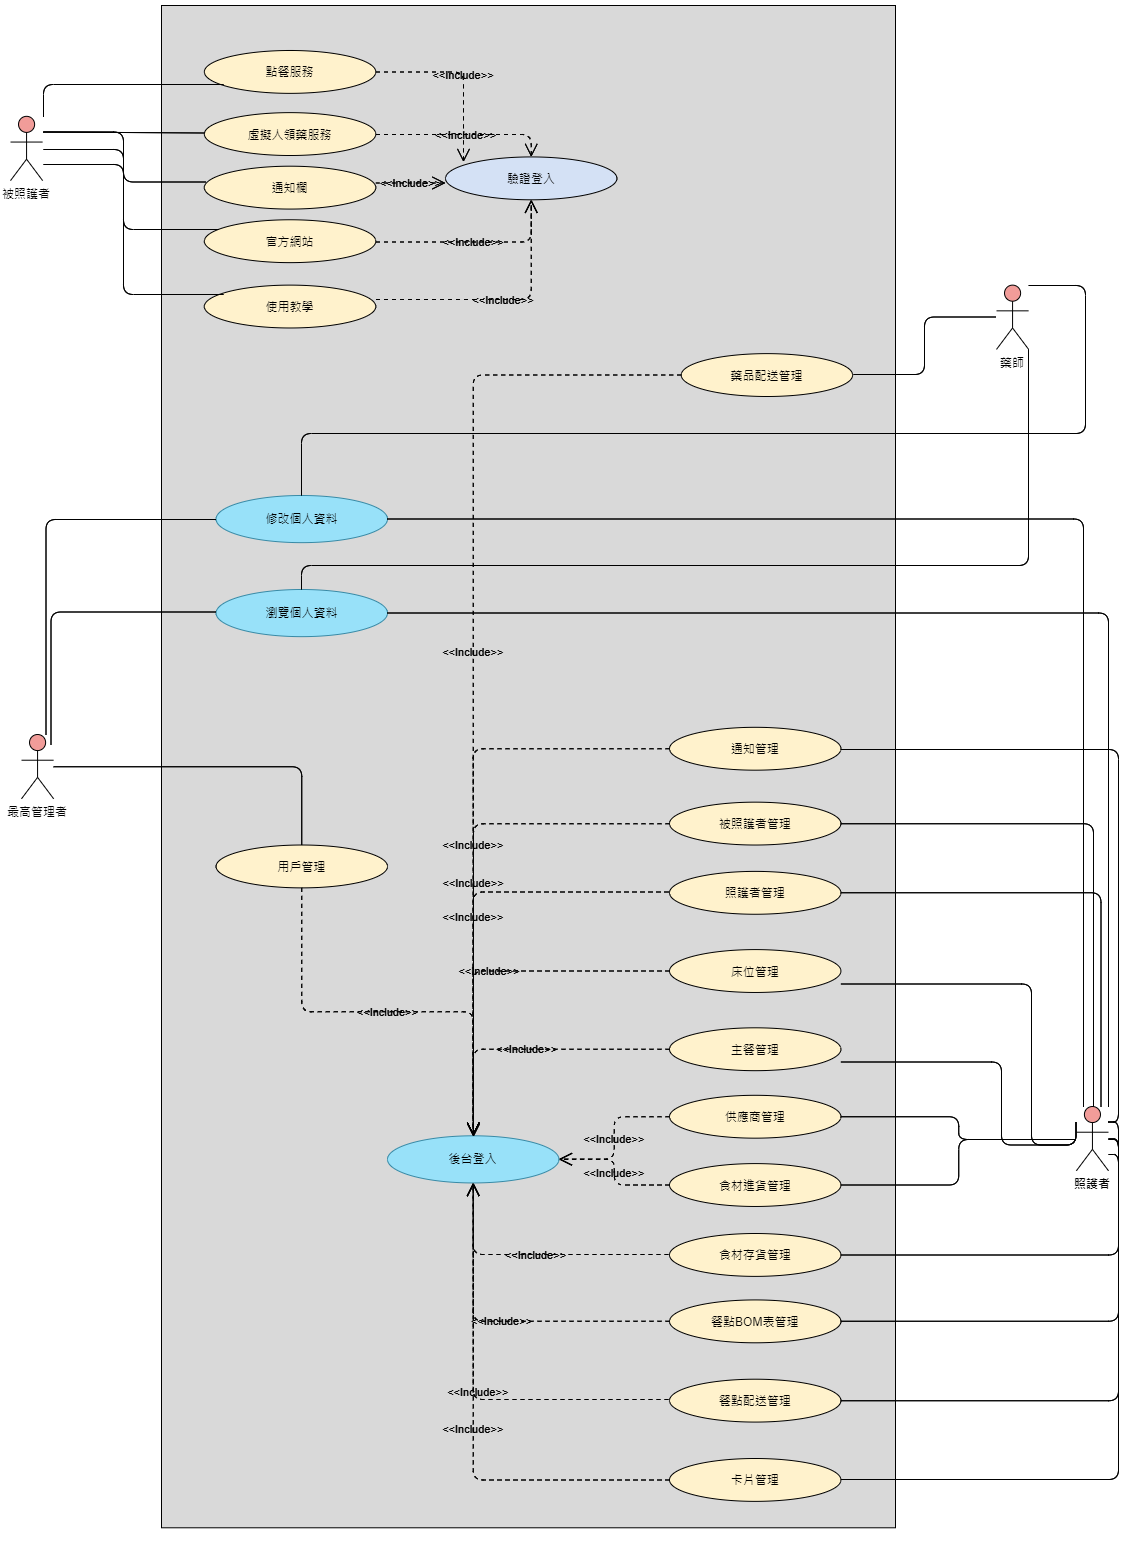 點餐服務
<<Include>>
被照護者
虛擬人領藥服務
<<Include>>
驗證登入
通知欄
<<Include>>
官方網站
<<Include>>
使用教學
<<Include>>
藥師
藥品配送管理
修改個人資料
瀏覽個人資料
<<Include>>
最高管理者
通知管理
被照護者管理
<<Include>>
用戶管理
<<Include>>
照護者管理
<<Include>>
<<Include>>
床位管理
<<Include>>
<<Include>>
主餐管理
供應商管理
<<Include>>
後台登入
<<Include>>
食材進貨管理
照護者
<<Include>>
食材存貨管理
<<Include>>
餐點BOM表管理
<<Include>>
餐點配送管理
<<Include>>
卡片管理